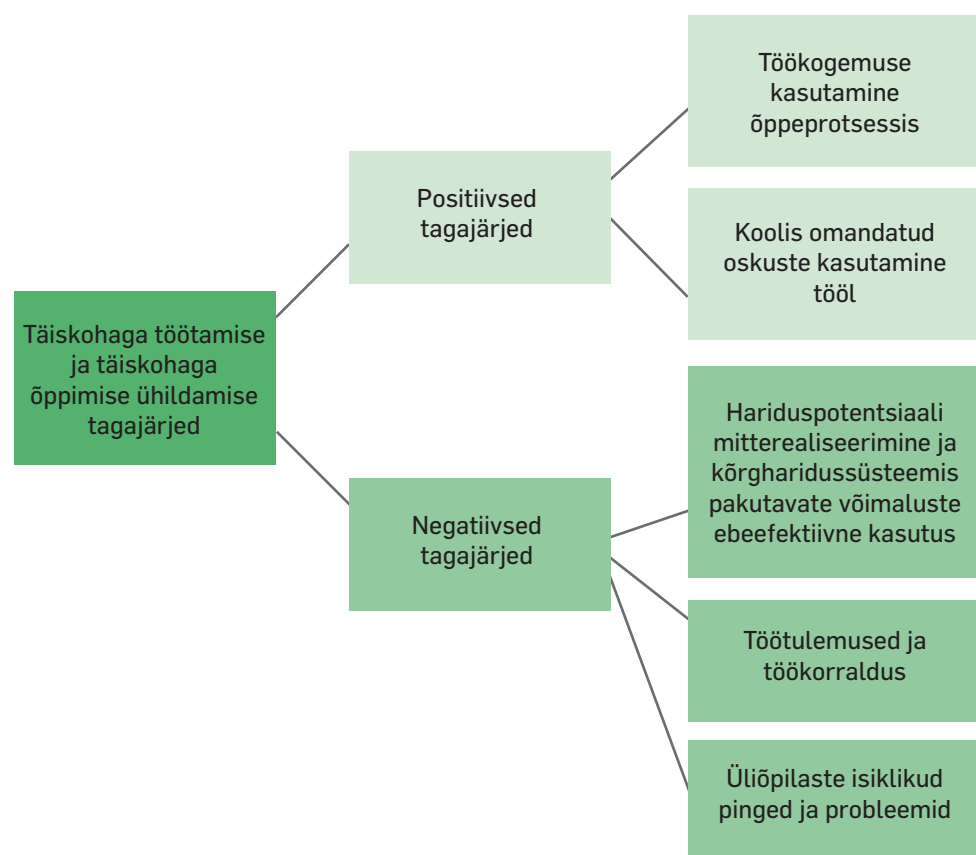 Täiskohaga töötamise
ja täiskohaga
õppimise ühildamise
tagajärjed
Positiivsed
tagajärjed
Töökogemuse
kasutamine
õppeprotsessis
Koolis omandatud
oskuste kasutamine
tööl
Negatiivsed
tagajärjed
Hariduspotentsiaali
mitterealiseerimine ja
kõrgharidussüsteemis
pakutavate võimaluste
ebeefektiivne kasutus
Töötulemused ja
töökorraldus
Üliõpilaste isiklikud
pinged ja probleemid